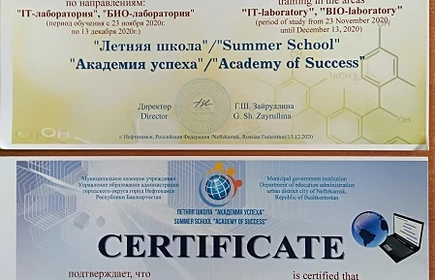 по направлениям:
training in the areas
"IT-лаборатория", "БИО-лаборатория"
"IT-laboratory", "BIO-laboratory"
(период обучения с 23 ноября 2020г.
(period of study from 23 November 2020
по 13 декабря 2020г.)
until December 13, 2020)
"Летняя школа"/"Summer School"
"Академия успеха"/"Academy of Success"
Директор
Г.Ш. Зайруллина
Director
G. Sh. Zayrullina
г. Нефтекамск, Российская Федерация /Neftekamsk, Russian Federation/13.12.2020
Муниципальное казенное учреждение
Municipal government institution
Управление образования администрации
Department of education administration
городского округа город Нефтекамск
urban district city of Neftekamsk,
Республики Башкортостан
Republic of Bashkortostan
ЛЕТНЯЯ ШКОЛА "АКАДЕМИЯ УСПЕХА"
SUMMER SCHOOL "ACADEMY OF SUCCESS"
CERTIFICATE
подтверждает, что
is certified that